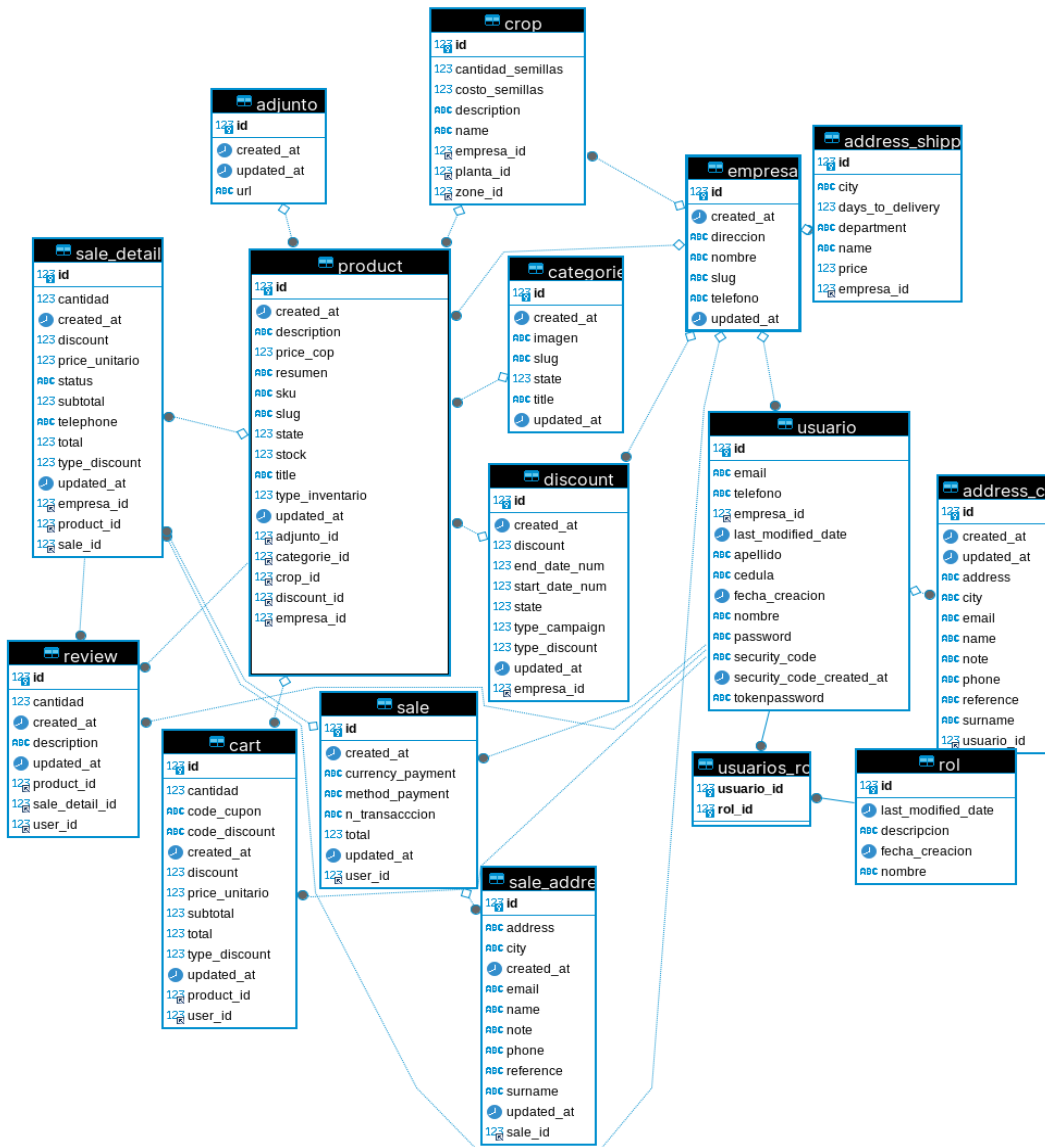 crop
id
cantidad_semillas
costo_semillas
description
name
empresa_id
planta_id
zone_id
adjunto
id
created_at
updated_at
url
address_shipp
id
city
days_to_delivery
department
name
price
empresa_id
empresa
id
created_at
direccion
nombre
slug
telefono
updated_at
sale_detail
id
cantidad
created_at
discount
price_unitario
status
subtotal
telephone
total
type_discount
updated_at
empresa_id
product_id
sale_id
product
id
created_at
description
price_cop
resumen
sku
slug
state
stock
title
type_inventario
updated_at
adjunto_id
categorie_id
crop_id
discount_id
empresa_id
categorie
id
created_at
imagen
slug
state
title
updated_at
discount
id
created_at
discount
end_date_num
start_date_num
state
type_campaign
type_discount
updated_at
empresa_id
usuario
id
email
telefono
empresa_id
last_modified_date
apellido
cedula
fecha_creacion
nombre
password
security_code
security_code_created_at
tokenpassword
address_c
id
created_at
updated_at
address
city
email
name
note
phone
reference
surname
usuario_id
review
id
cantidad
created_at
description
updated_at
product_id
sale_detail_id
user_id
cart
id
cantidad
code_cupon
code_discount
created_at
discount
price_unitario
subtotal
total
type_discount
updated_at
product_id
user_id
sale
id
created_at
currency_payment
method_payment
n_transacccion
total
updated_at
user_id
usuarios_ro
usuario_id
rol_id
rol
id
last_modified_date
descripcion
fecha_creacion
nombre
sale_addre
id
address
city
created_at
email
name
note
phone
reference
surname
updated_at
sale_id